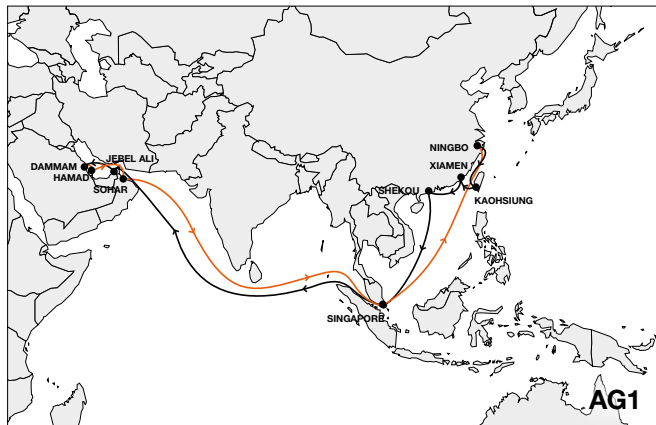 NINGBO
XIAMEN
JEBEL ALI
DAMMAM
HAMAD
SOHAR
SHEKOU
KAOHSIUNG
SINGAPORE
AG1